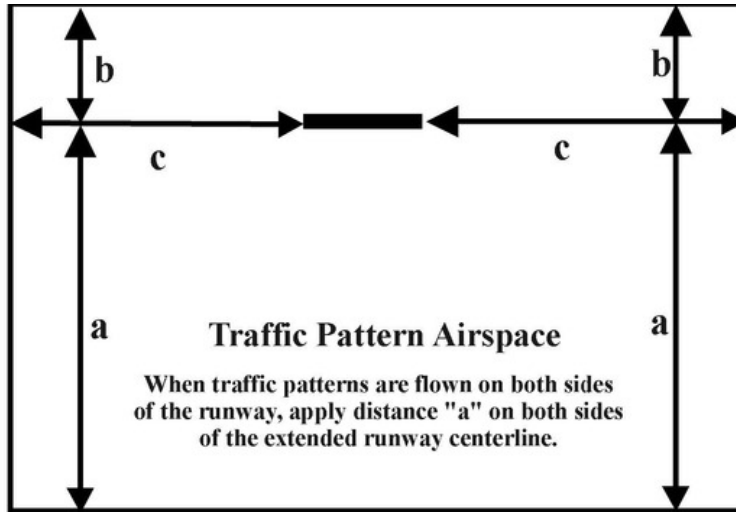 b
b
c
c
a
a
Traffic Pattern Airspace
When traffic patterns are flown on both sides
of the runway, apply distance "a" on both sides
of the extended runway centerline.